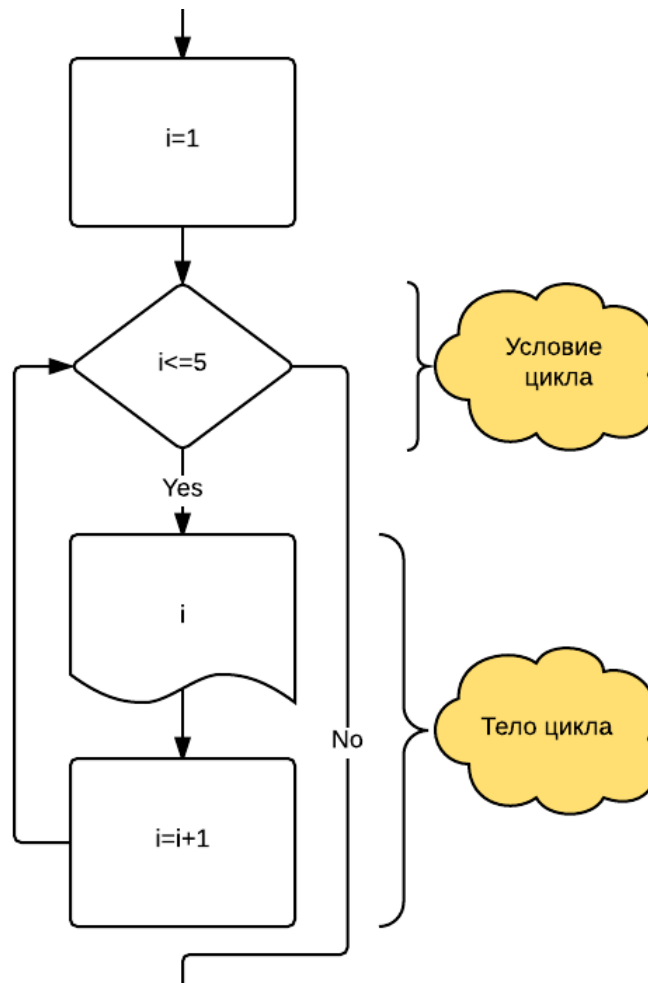 i=1
i<=5
Условие
цикла
Yes
i
Тело цикла
No
i=i+1